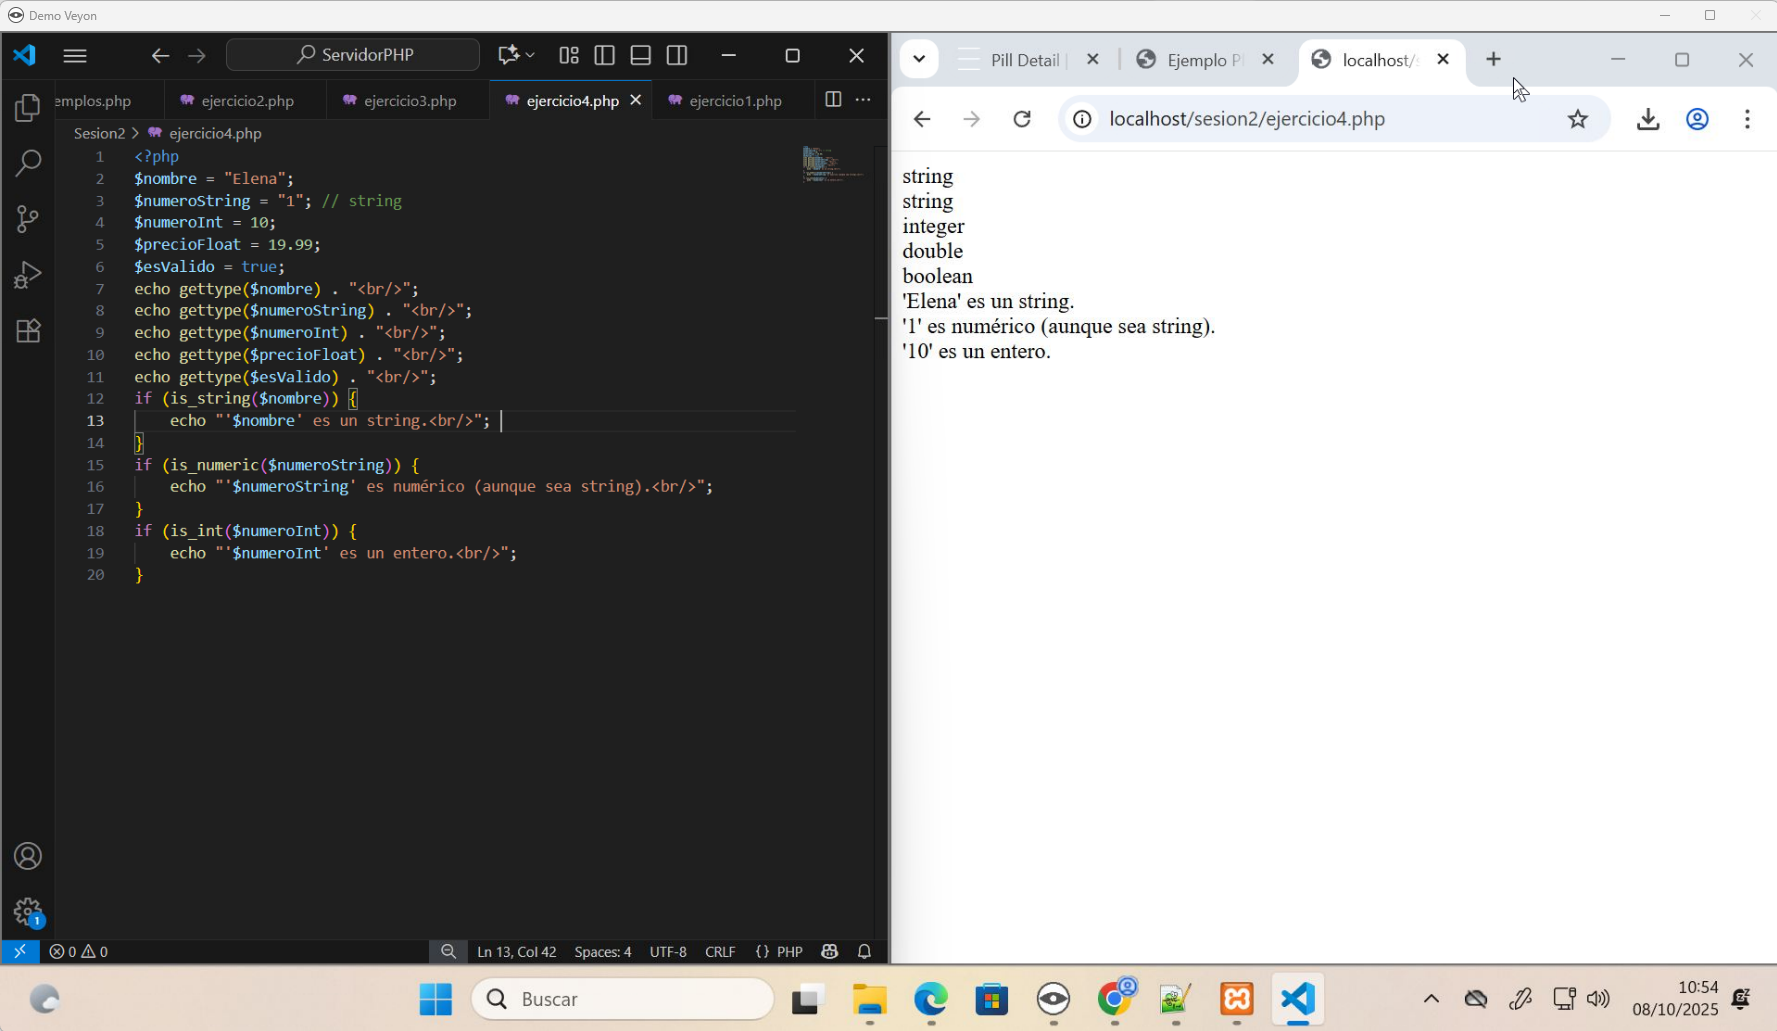 Demo Veyon
ServidorPHP
emplos.php
ejercicio2.php
ejercicio3.php
ejercicio4.php
ejercicio1.php
Sesion2 > ejercicio4.php
1 <?php
2 $nombre = "Elena";
3 $numeroString = "1"; // string
4 $numeroInt = 10;
5 $precioFloat = 19.99;
6 $esValido = true;
7 echo gettype($nombre) . "<br/>";
8 echo gettype($numeroString) . "<br/>";
9 echo gettype($numeroInt) . "<br/>";
10 echo gettype($precioFloat) . "<br/>";
11 echo gettype($esValido) . "<br/>";
12 if (is_string($nombre)) {
13 echo "'$nombre' es un string.<br/>";
14 }
15 if (is_numeric($numeroString)) {
16 echo "'$numeroString' es numérico (aunque sea string).<br/>";
17 }
18 if (is_int($numeroInt)) {
19 echo "'$numeroInt' es un entero.<br/>";
20 }
1
0 0
Ln 13, Col 42 Spaces: 4 UTF-8 CRLF {} PHP
Pill Detail
Ejemplo P
localhost/
localhost/sesion2/ejercicio4.php
string
string
integer
double
boolean
'Elena' es un string.
'1' es numérico (aunque sea string).
'10' es un entero.
Buscar
10:54
08/10/2025